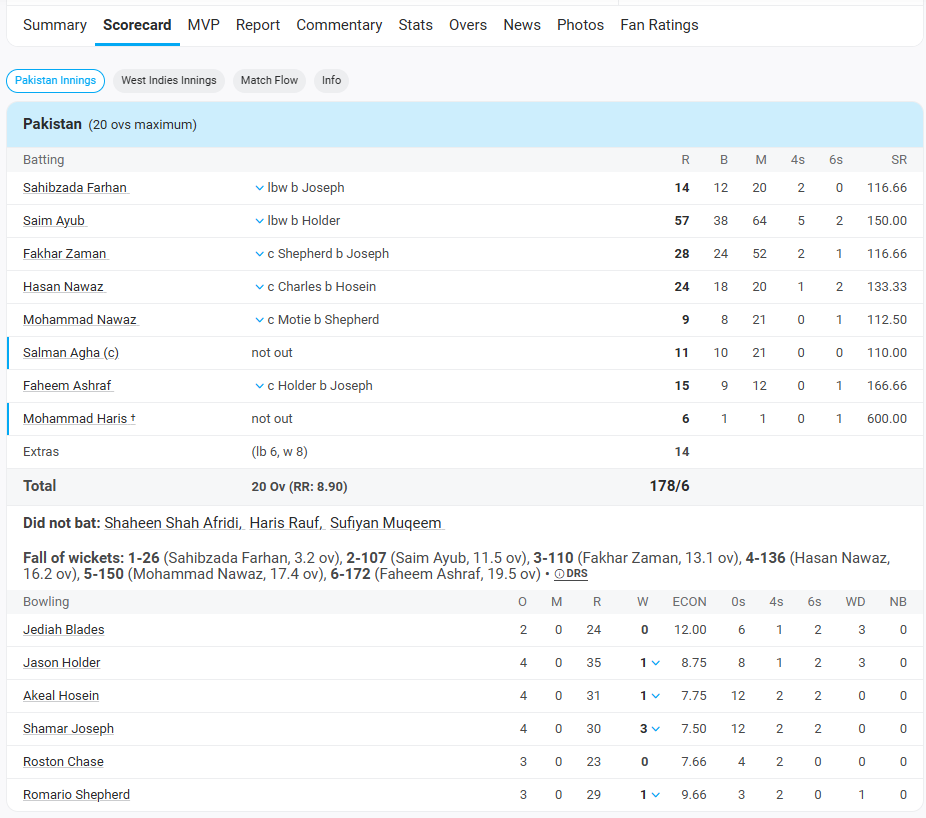 Summary Scorecard MVP Report Commentary Stats Overs News Photos Fan Ratings
Pakistan Innings West Indies Innings Match Flow Info
Pakistan (20 ovs maximum)
Batting R B M 4s 6s SR
Sahibzada Farhan lbw b Joseph 14 12 20 2 0 116.66
Saim Ayub lbw b Holder 57 38 64 5 2 150.00
Fakhar Zaman c Shepherd b Joseph 28 24 52 2 1 116.66
Hasan Nawaz c Charles b Hosein 24 18 20 1 2 133.33
Mohammad Nawaz c Motie b Shepherd 9 8 21 0 1 112.50
Salman Agha (c) not out 11 10 21 0 0 110.00
Faheem Ashraf c Holder b Joseph 15 9 12 0 1 166.66
Mohammad Haris † not out 6 1 1 0 1 600.00
Extras (lb 6, w 8) 14
Total 20 Ov (RR: 8.90) 178/6
Did not bat: Shaheen Shah Afridi, Haris Rauf, Sufiyan Muqeem
Fall of wickets: 1-26 (Sahibzada Farhan, 3.2 ov), 2-107 (Saim Ayub, 11.5 ov), 3-110 (Fakhar Zaman, 13.1 ov), 4-136 (Hasan Nawaz,
16.2 ov), 5-150 (Mohammad Nawaz, 17.4 ov), 6-172 (Faheem Ashraf, 19.5 ov) • DRS
Bowling O M R W ECON 0s 4s 6s WD NB
Jediah Blades 2 0 24 0 12.00 6 1 2 3 0
Jason Holder 4 0 35 1 8.75 8 1 2 3 0
Akeal Hosein 4 0 31 1 7.75 12 2 2 0 0
Shamar Joseph 4 0 30 3 7.50 12 2 2 0 0
Roston Chase 3 0 23 0 7.66 4 2 0 0 0
Romario Shepherd 3 0 29 1 9.66 3 2 0 1 0